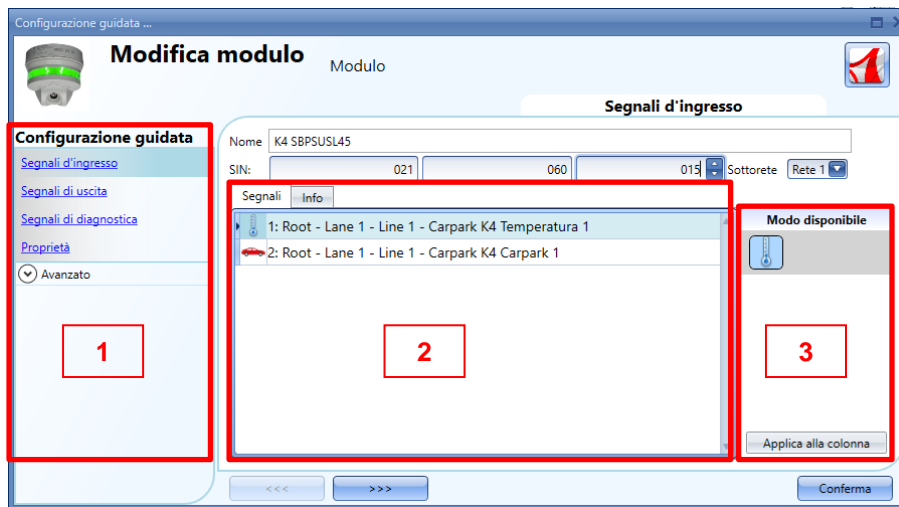 Configurazione guidata ...
Modifica modulo
Modulo
Segnali d'ingresso
Configurazione guidata
Segnali d'ingresso
Segnali di uscita
Segnali di diagnostica
Proprietà
Avanzato
1
Nome K4 SBPSUSL45
SIN: 021 060 015 Sottorete Rete 1
Segnali Info
1: Root - Lane 1 - Line 1 - Carpark K4 Temperatura 1
2: Root - Lane 1 - Line 1 - Carpark K4 Carpark 1
2
Modo disponibile
3
Applica alla colonna
<<< >>> Conferma